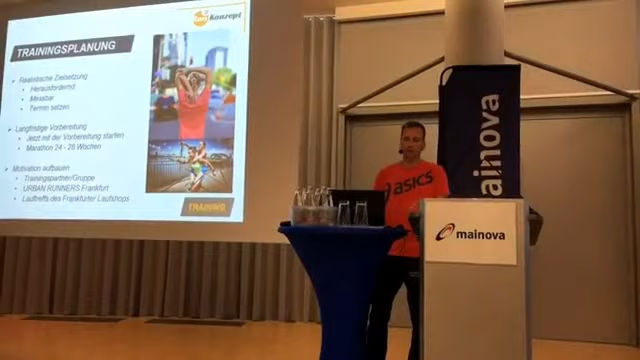 Konzept
TRAININGSPLANUNG
Realistische Zielsetzung
Herausfordernd
Messbar
Termin setzen
Langfristige Vorbereitung
Jetzt mit der Vorbereitung starten
Marathon 24 - 28 Wochen
Motivation aufbauen
Trainingspartner/Gruppe
URBAN RUNNERS Frankfurt
Lauftreffs des Frankfurter Laufshops
TRAINING
asics
mainova
mainova